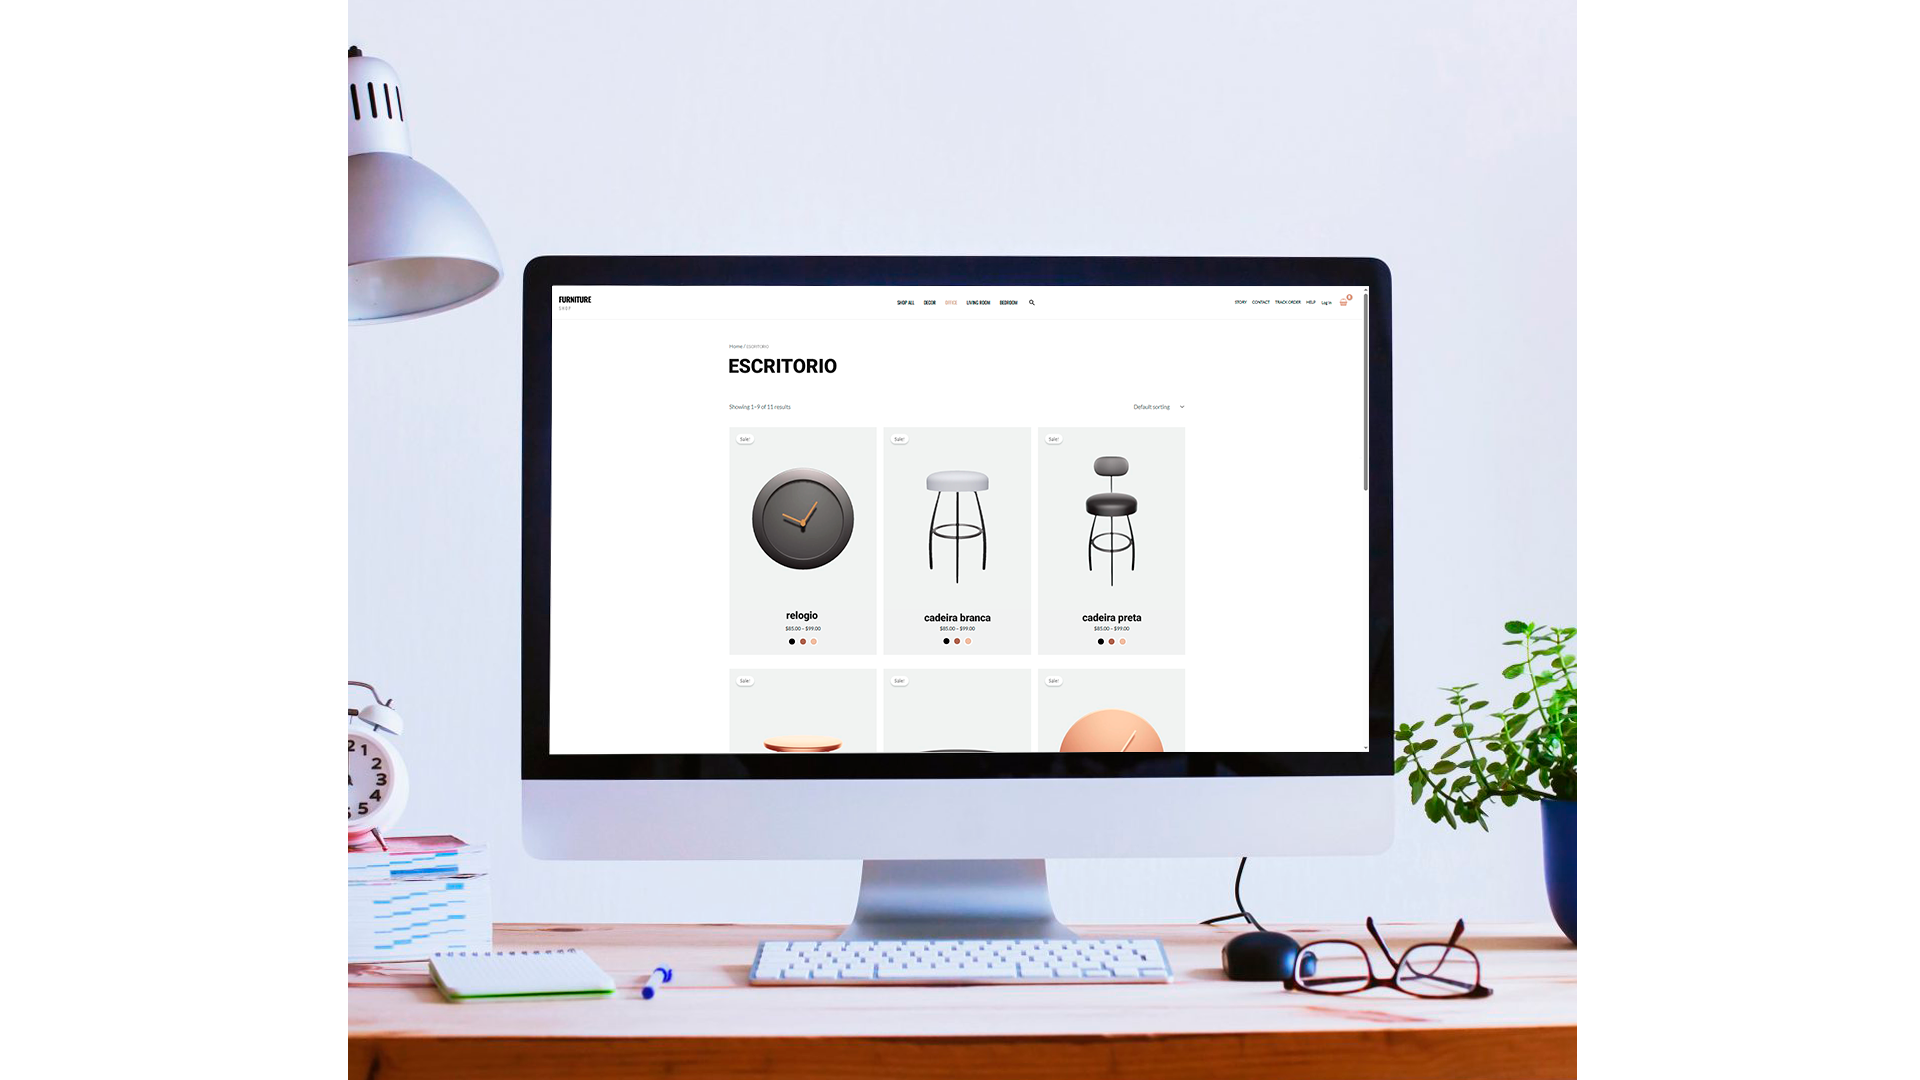 FURNITURE
SHOP
SHOP ALL DECOR OFFICE LIVING ROOM BEDROOM
STORY CONTACT TRACK ORDER HELP Log In
Home / ESCRITORIO
ESCRITORIO
Showing 1–9 of 11 results
Default sorting
Sale! Sale! Sale!
relogio cadeira branca cadeira preta
$85.00 – $99.00 $85.00 – $99.00 $85.00 – $99.00
Sale! Sale! Sale!
2 1
2
3
4
5